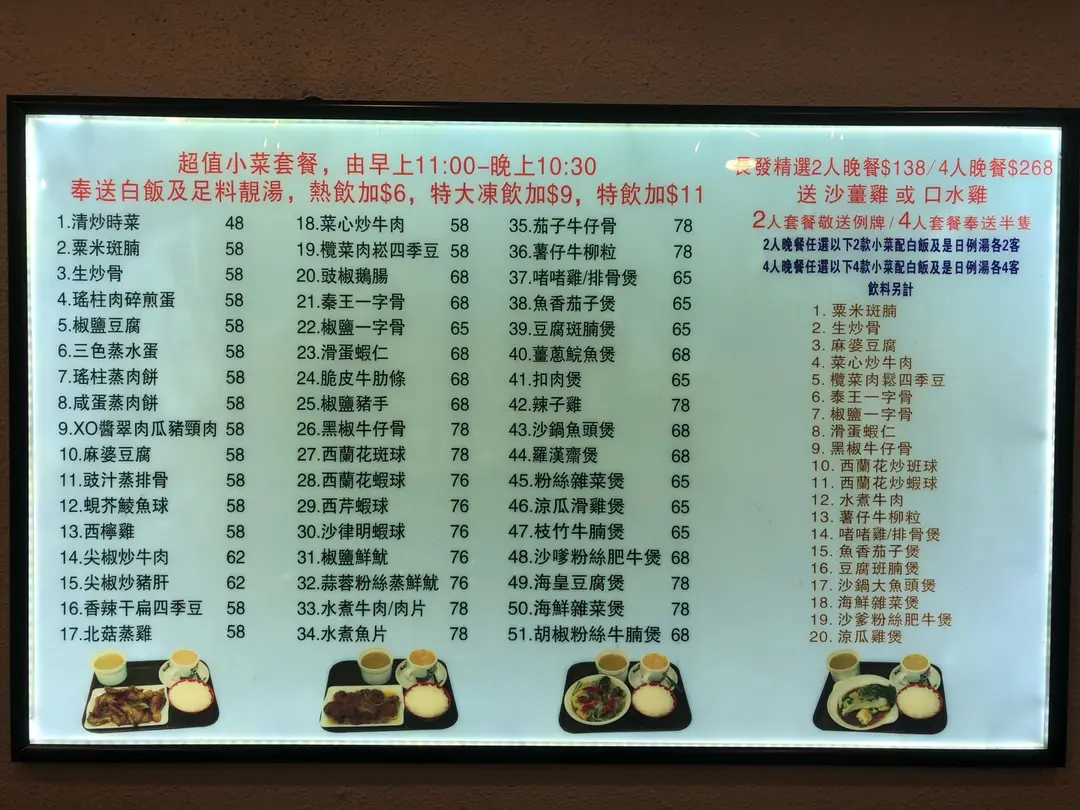 超值小菜套餐，由早上11:00-晚上10:30
奉送白飯及足料靚湯，熱飲加$6，特大凍飲加$9，特飲加$11
1.清炒時菜 48
2.粟米斑腩 58
3.生炒骨 58
4.瑤柱肉碎煎蛋 58
5.椒鹽豆腐 58
6.三色蒸水蛋 58
7.瑤柱蒸肉餅 58
8.咸蛋蒸肉餅 58
9.XO醬翠肉瓜豬頸肉 58
10.麻婆豆腐 58
11.豉汁蒸排骨 58
12.蜆芥鯪魚球 58
13.西檸雞 58
14.尖椒炒牛肉 62
15.尖椒炒豬肝 62
16.香辣干扁四季豆 58
17.北菇蒸雞 58
18.菜心炒牛肉 58
19.欖菜肉崧四季豆 58
20.豉椒鵝腸 68
21.秦王一字骨 68
22.椒鹽一字骨 65
23.滑蛋蝦仁 68
24.脆皮牛肋條 68
25.椒鹽豬手 68
26.黑椒牛仔骨 78
27.西蘭花斑球 78
28.西蘭花蝦球 76
29.西芹蝦球 76
30.沙律明蝦球 76
31.椒鹽鮮魷 76
32.蒜蓉粉絲蒸鮮魷 76
33.水煮牛肉/肉片 78
34.水煮魚片 78
35.茄子牛仔骨 78
36.薯仔牛柳粒 78
37.啫啫雞/排骨煲 65
38.魚香茄子煲 65
39.豆腐斑腩煲 65
40.薑蔥鯇魚煲 68
41.扣肉煲 65
42.辣子雞 78
43.沙鍋魚頭煲 68
44.羅漢齋煲 68
45.粉絲雜菜煲 65
46.涼瓜滑雞煲 65
47.枝竹牛腩煲 65
48.沙嗲粉絲肥牛煲 68
49.海皇豆腐煲 78
50.海鮮雜菜煲 78
51.胡椒粉絲牛腩煲 68
長發精選2人晚餐$138/4人晚餐$268
送 沙薑雞 或 口水雞
2人套餐敬送例牌/4人套餐奉送半隻
2人晚餐任選以下2款小菜配白飯及是日例湯各2客
4人晚餐任選以下4款小菜配白飯及是日例湯各4客
飲料另計
1. 粟米斑腩
2. 生炒骨
3. 麻婆豆腐
4. 菜心炒牛肉
5. 欖菜肉鬆四季豆
6. 泰王一字骨
7. 椒鹽一字骨
8. 滑蛋蝦仁
9. 黑椒牛仔骨
10. 西蘭花炒班球
11. 西蘭花炒蝦球
12. 水煮牛肉
13. 薯仔牛柳粒
14. 啫啫雞/排骨煲
15. 魚香茄子煲
16. 豆腐班腩煲
17. 沙鍋大魚頭煲
18. 海鮮雜菜煲
19. 沙爹粉絲肥牛煲
20. 涼瓜雞煲